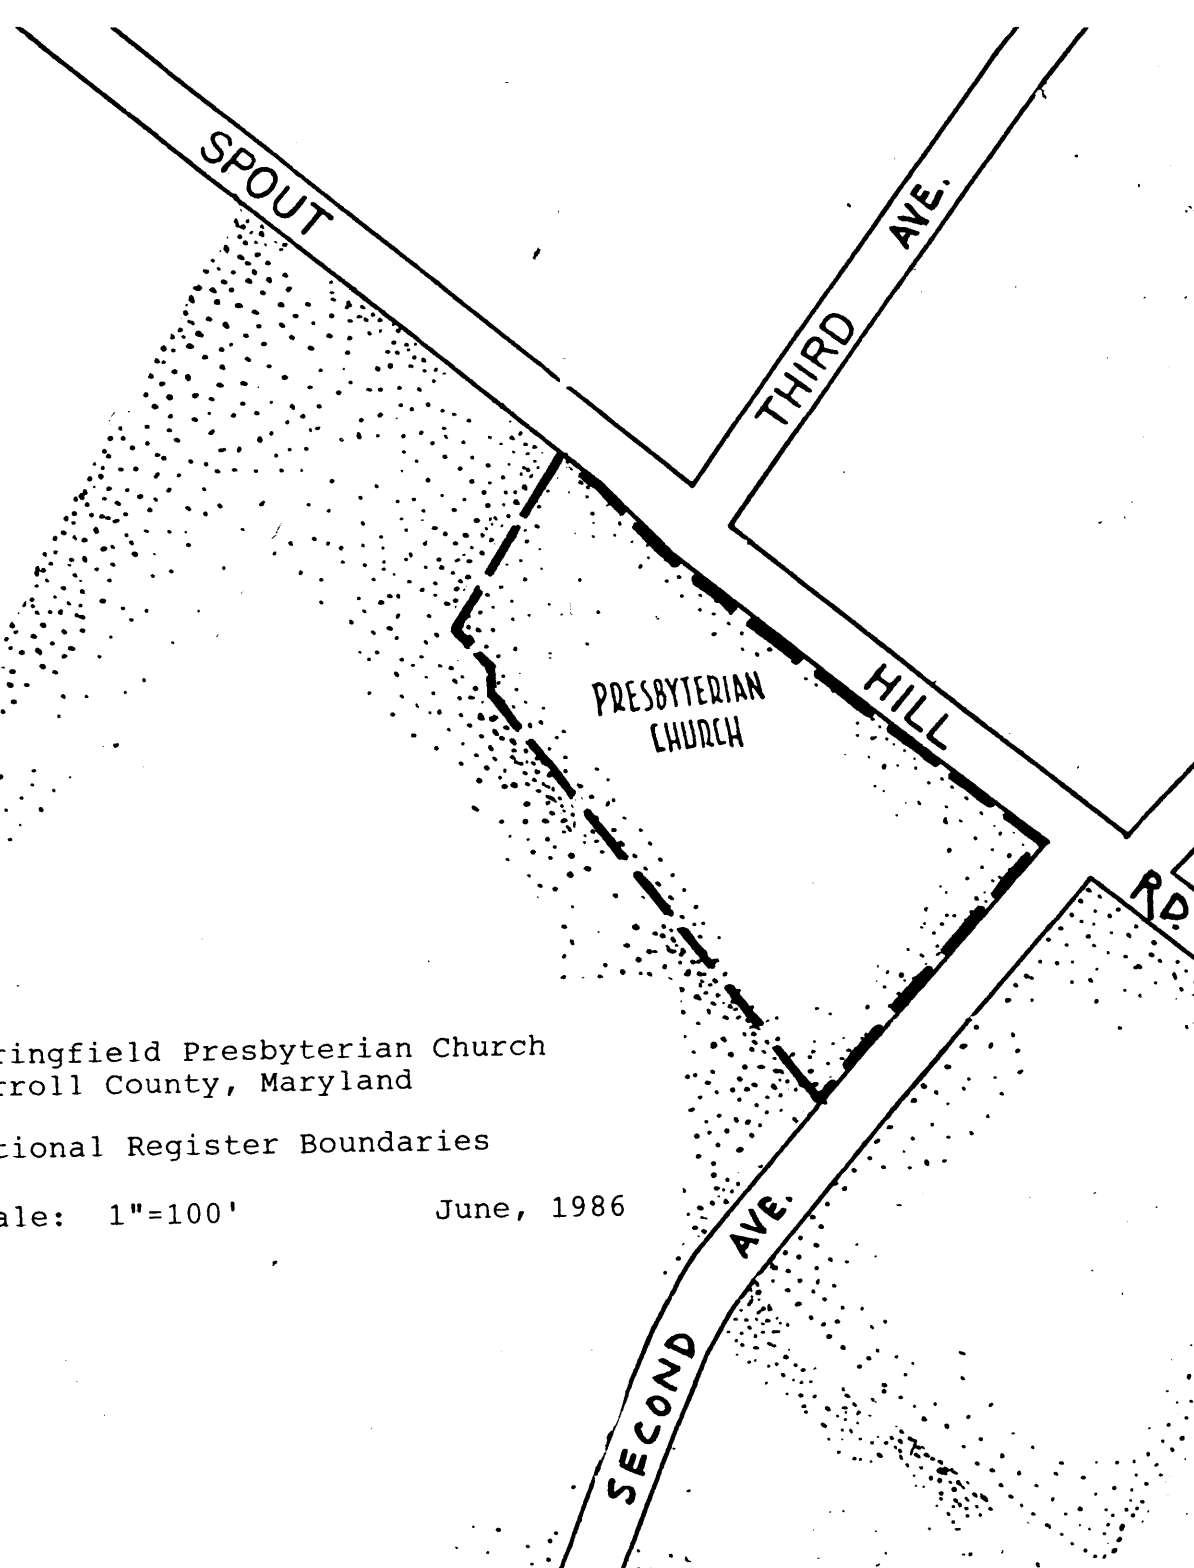 SPOUT
THIRD AVE.
PRESBYTERIAN
CHURCH
HILL
RD.
ringfield Presbyterian Church
rroll County, Maryland
tional Register Boundaries
ale: 1"=100' June, 1986
SECOND AVE.